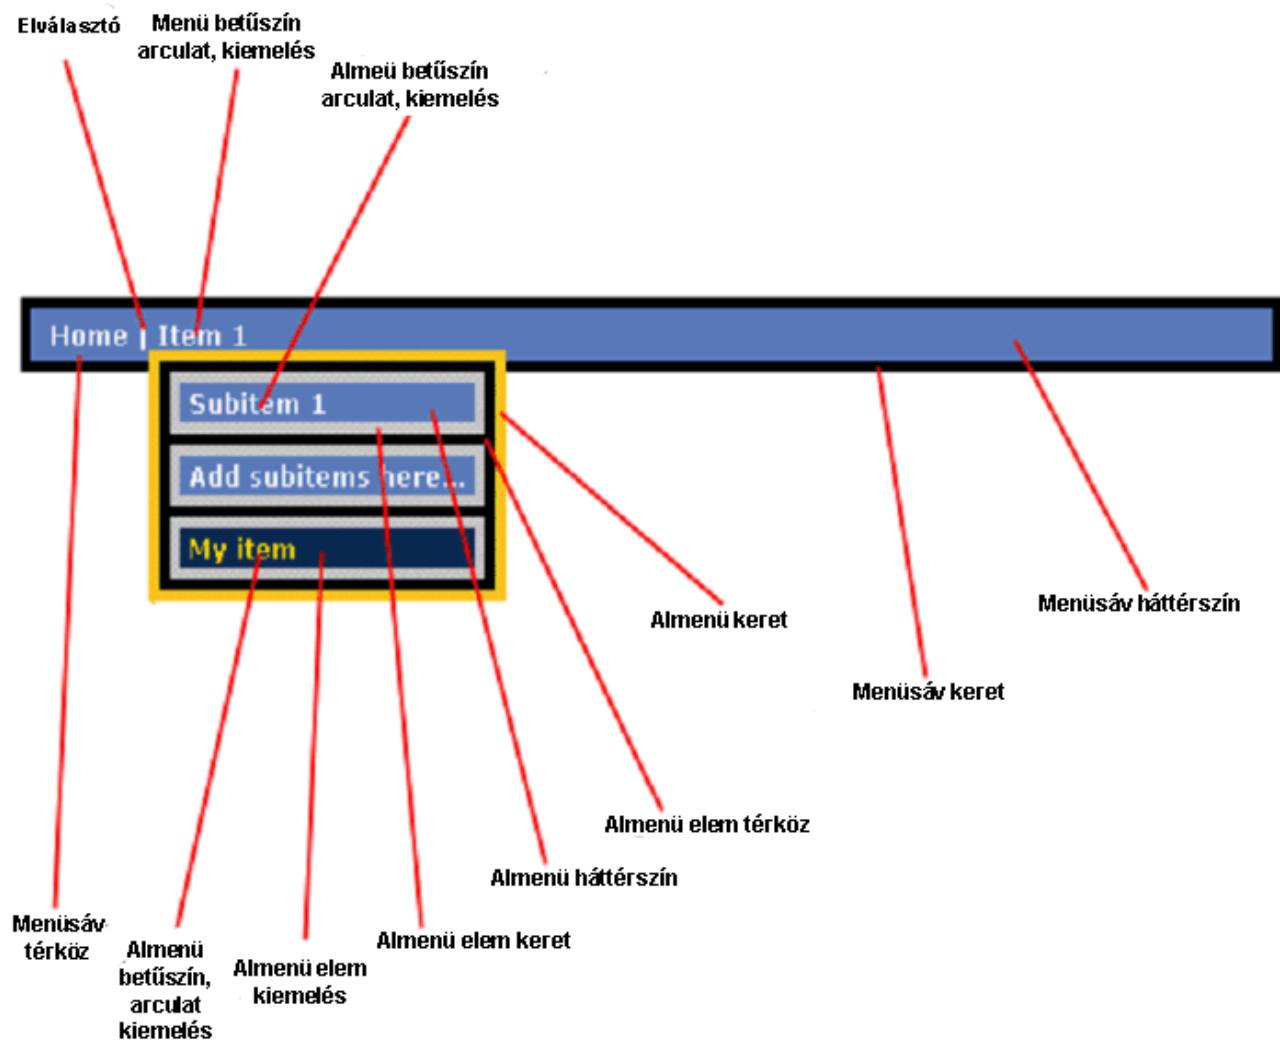 Elválasztó
Menü betűszín
arculat, kiemelés
Almeü betűszín
arculat, kiemelés
Home | Item 1
Subitem 1
Add subitems here...
My item
Almenü keret
Menüsáv háttérszín
Menüsáv keret
Almenü elem térköz
Almenü háttérszín
Menüsáv
térköz
Almenü
betűszín,
arculat
kiemelés
Almenü elem
kiemelés
Almenü elem keret